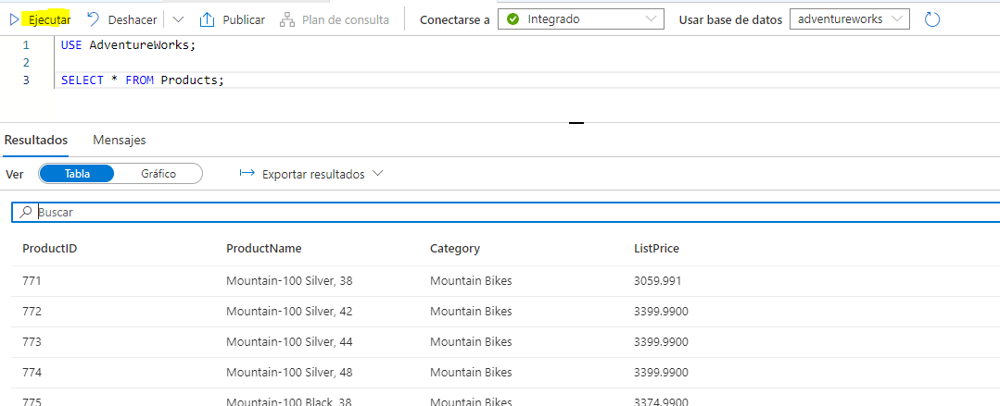 Ejecutar Deshacer Publicar Plan de consulta Conectarse a Integrado Usar base de datos adventureworks
1 USE AdventureWorks;
2
3 SELECT * FROM Products;
Resultados Mensajes
Ver Tabla Gráfico Exportar resultados
Buscar
ProductID ProductName Category ListPrice
771 Mountain-100 Silver, 38 Mountain Bikes 3059.991
772 Mountain-100 Silver, 42 Mountain Bikes 3399.9900
773 Mountain-100 Silver, 44 Mountain Bikes 3399.9900
774 Mountain-100 Silver, 48 Mountain Bikes 3399.9900
775 Mountain-100 Black, 38 Mountain Bikes 3374.9900